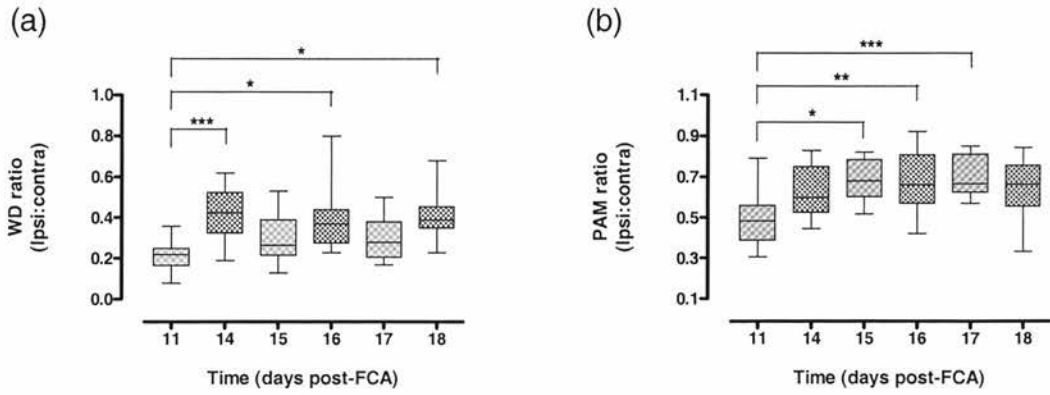 (a)
*
*
***
1.0
0.8
0.6
0.4
0.2
0.0
WD ratio
(Ipsi:contra)
11 14 15 16 17 18
Time (days post-FCA)
(b)
***
**
*
1.1
0.9
0.7
0.5
0.3
0.1
PAM ratio
(Ipsi:contra)
11 14 15 16 17 18
Time (days post-FCA)